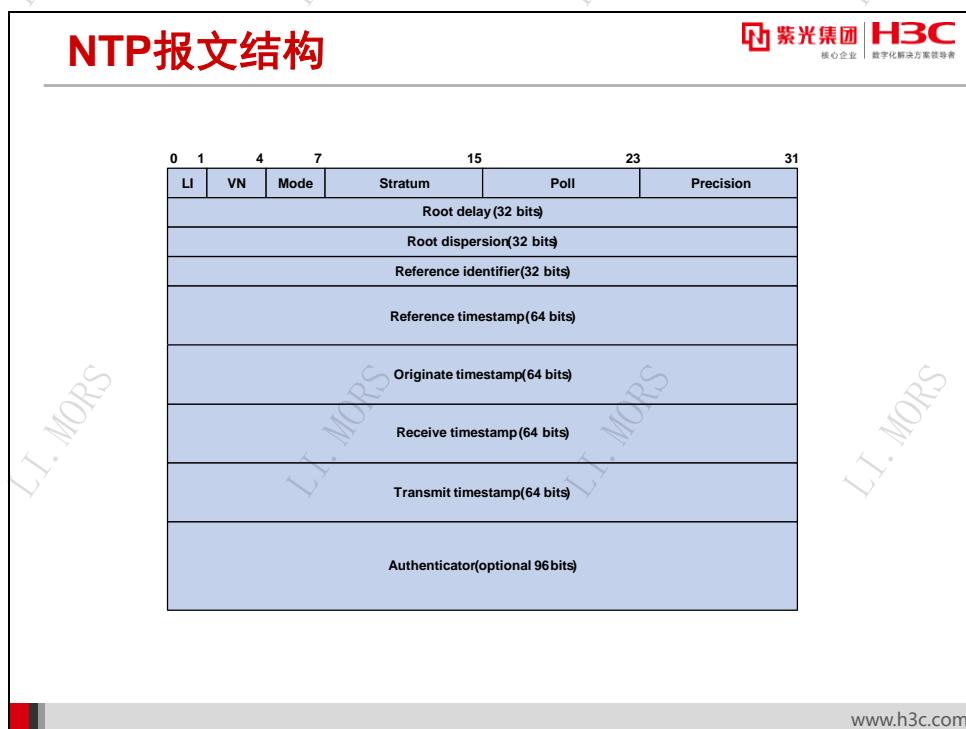 NTP报文结构
紫光集团 H3C
核心企业 数字化解决方案领导者
0 1 4 7 15 23 31
LI VN Mode Stratum Poll Precision
Root delay(32 bits)
Root dispersion(32 bits)
Reference identifier(32 bits)
Reference timestamp(64 bits)
Originate timestamp(64 bits)
Receive timestamp(64 bits)
Transmit timestamp(64 bits)
Authenticator(optional 96bits)
LI. MORS LI. MORS LI. MORS LI. MORS
www.h3c.com